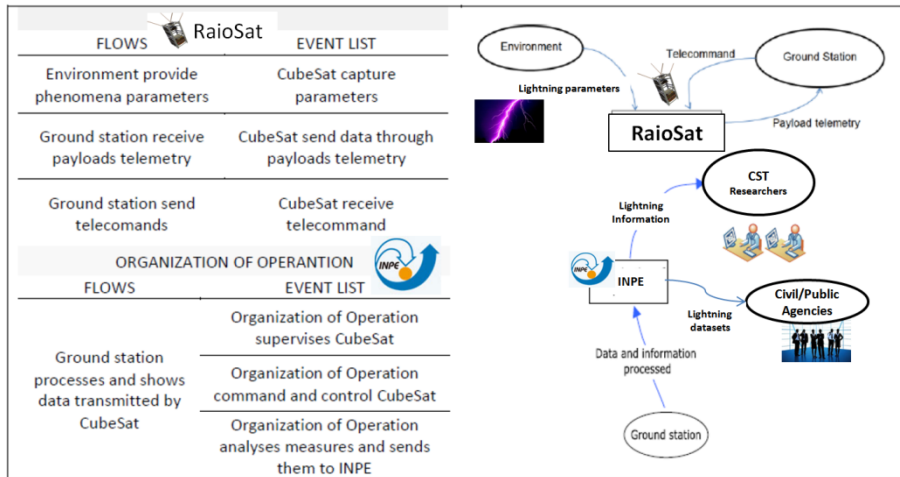 RaioSat
FLOWS EVENT LIST
Environment provide
phenomena parameters
CubeSat capture
parameters
Ground station receive
payloads telemetry
CubeSat send data through
payloads telemetry
Ground station send
telecomands
CubeSat receive
telecommand
ORGANIZATION OF OPERANTION
INPE
FLOWS EVENT LIST
Ground station
processes and shows
data transmitted by
CubeSat
Organization of Operation
supervises CubeSat
Organization of Operation
command and control CubeSat
Organization of Operation
analyses measures and sends
them to INPE
Environment
Telecommand
Ground Station
Lightning parameters
RaioSat
Payload telemetry
CST
Researchers
Lightning
Information
INPE
INPE
Civil/Public
Agencies
Lightning
datasets
Data and information
processed
Ground station